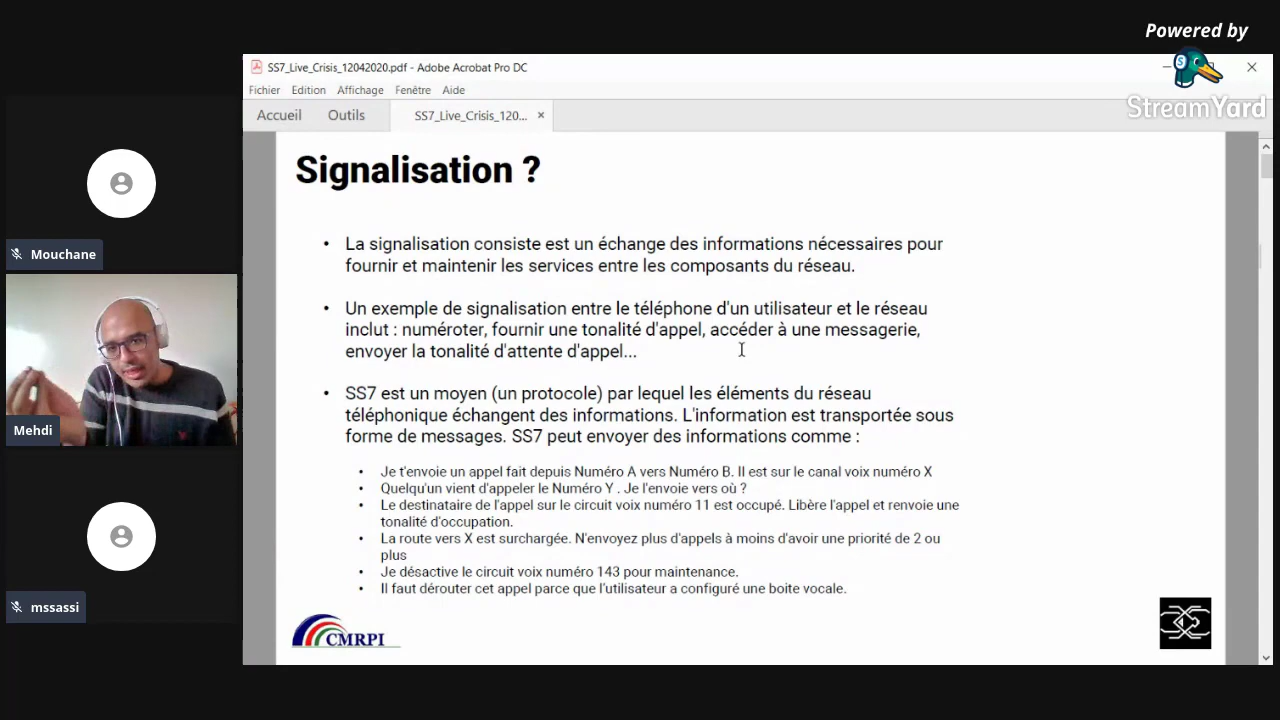 Powered by
StreamYard
SS7_Live_Crisis_12042020.pdf - Adobe Acrobat Pro DC
Fichier Edition Affichage Fenêtre Aide
Accueil Outils SS7_Live_Crisis_120...
Signalisation ?
• La signalisation consiste est un échange des informations nécessaires pour
fournir et maintenir les services entre les composants du réseau.
• Un exemple de signalisation entre le téléphone d'un utilisateur et le réseau
inclut : numéroter, fournir une tonalité d'appel, accéder à une messagerie,
envoyer la tonalité d'attente d'appel...
• SS7 est un moyen (un protocole) par lequel les éléments du réseau
téléphonique échangent des informations. L'information est transportée sous
forme de messages. SS7 peut envoyer des informations comme :
• Je t'envoie un appel fait depuis Numéro A vers Numéro B. Il est sur le canal voix numéro X
• Quelqu'un vient d'appeler le Numéro Y . Je l'envoie vers où ?
• Le destinataire de l'appel sur le circuit voix numéro 11 est occupé. Libère l'appel et renvoie une
tonalité d'occupation.
• La route vers X est surchargée. N'envoyez plus d'appels à moins d'avoir une priorité de 2 ou
plus
• Je désactive le circuit voix numéro 143 pour maintenance.
• Il faut dérouter cet appel parce que l'utilisateur a configuré une boite vocale.
CMRPI
Mouchane
Mehdi
mssassi